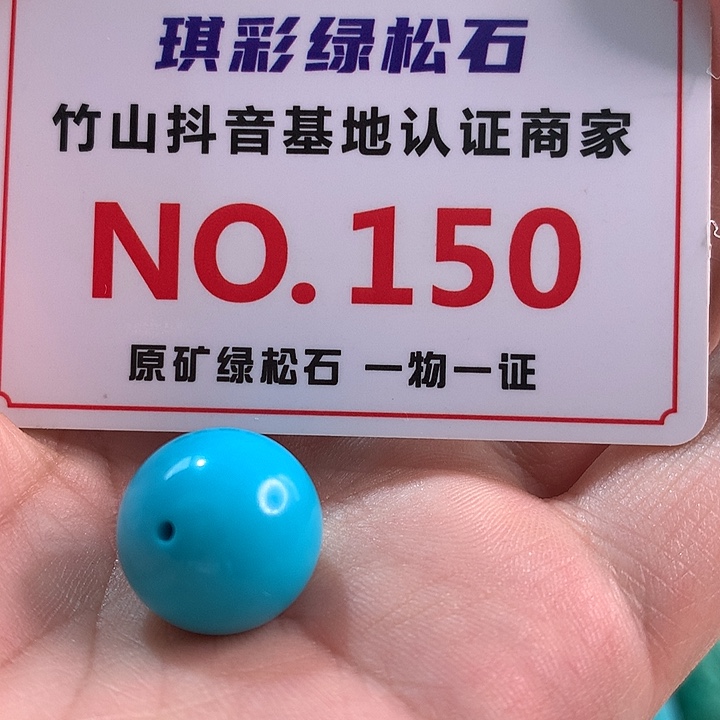 琪彩绿松石
竹山抖音基地认证商家
NO.150
原矿绿松石 一物一证